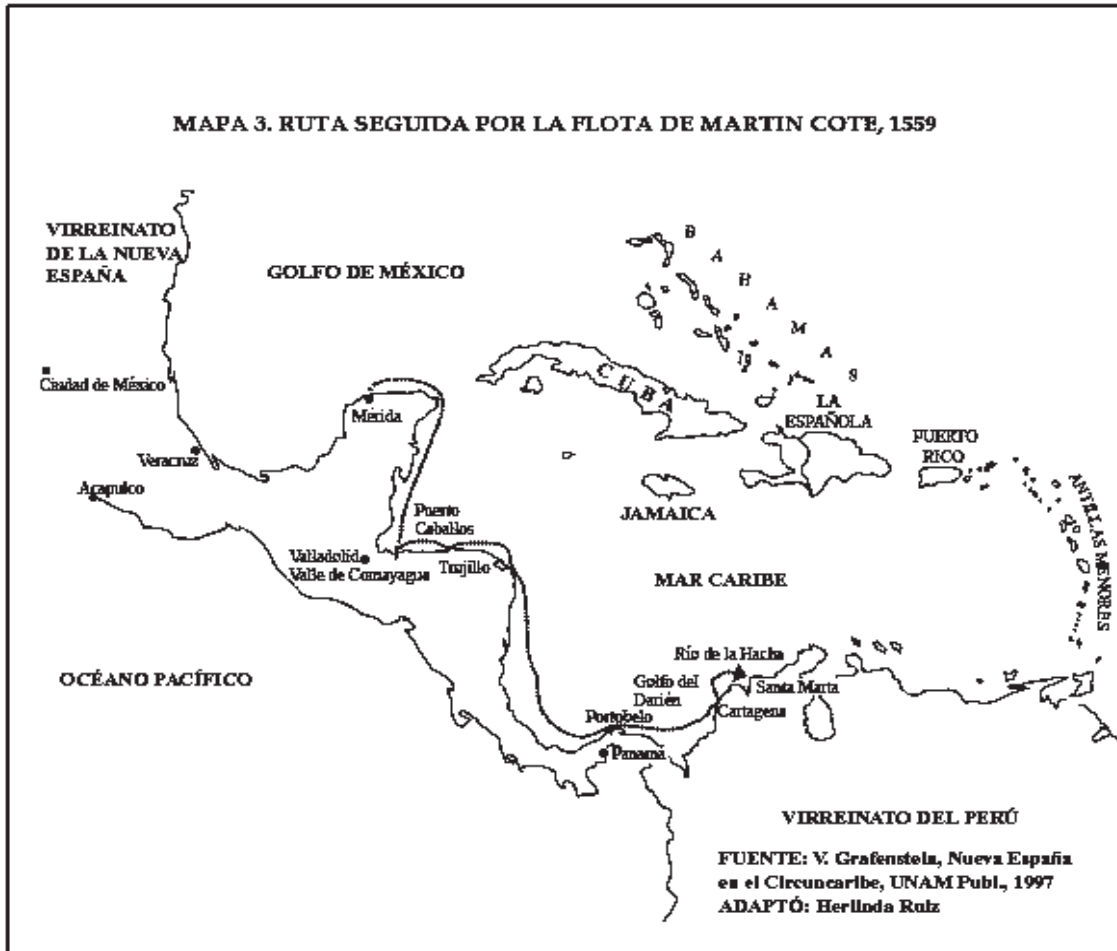 MAPA 3. RUTA SEGUIDA POR LA FLOTA DE MARTIN COTE, 1559
VIRREINATO
DE LA NUEVA
ESPAÑA
GOLFO DE MÉXICO
BAHAMAS
Ciudad de México
CUBA
Mérida
LA
ESPAÑOLA
PUERTO
RICO
Veracruz
Acapulco
JAMAICA
ANTILLAS MENORES
Puerto
Caballos
Valladolid
Valle de Comayagua
Trujillo
MAR CARIBE
OCÉANO PACÍFICO
Río de la Hacha
Golfo del
Darién
Santa Marta
Cartagena
Portobelo
Panamá
VIRREINATO DEL PERÚ
FUENTE: V. Grafenstein, Nueva España
en el Circuncaribe, UNAM Publ., 1997
ADAPTÓ: Herlinda Ruiz